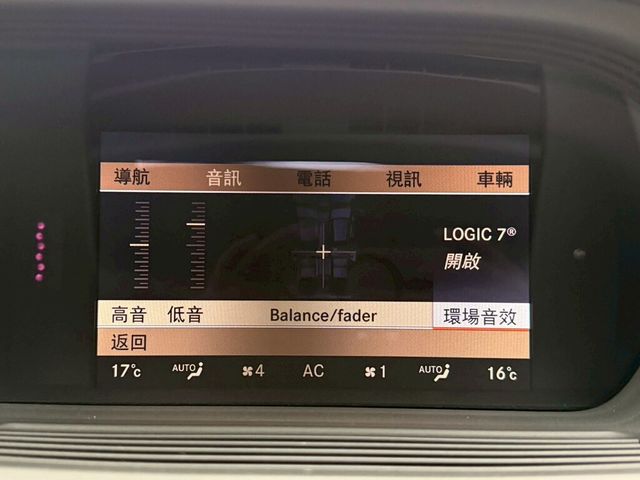 導航 音訊 電話 視訊 車輛
LOGIC 7®
開啟
高音 低音 Balance/fader 環場音效
返回
17°c AUTO 4 AC 1 AUTO 16°c